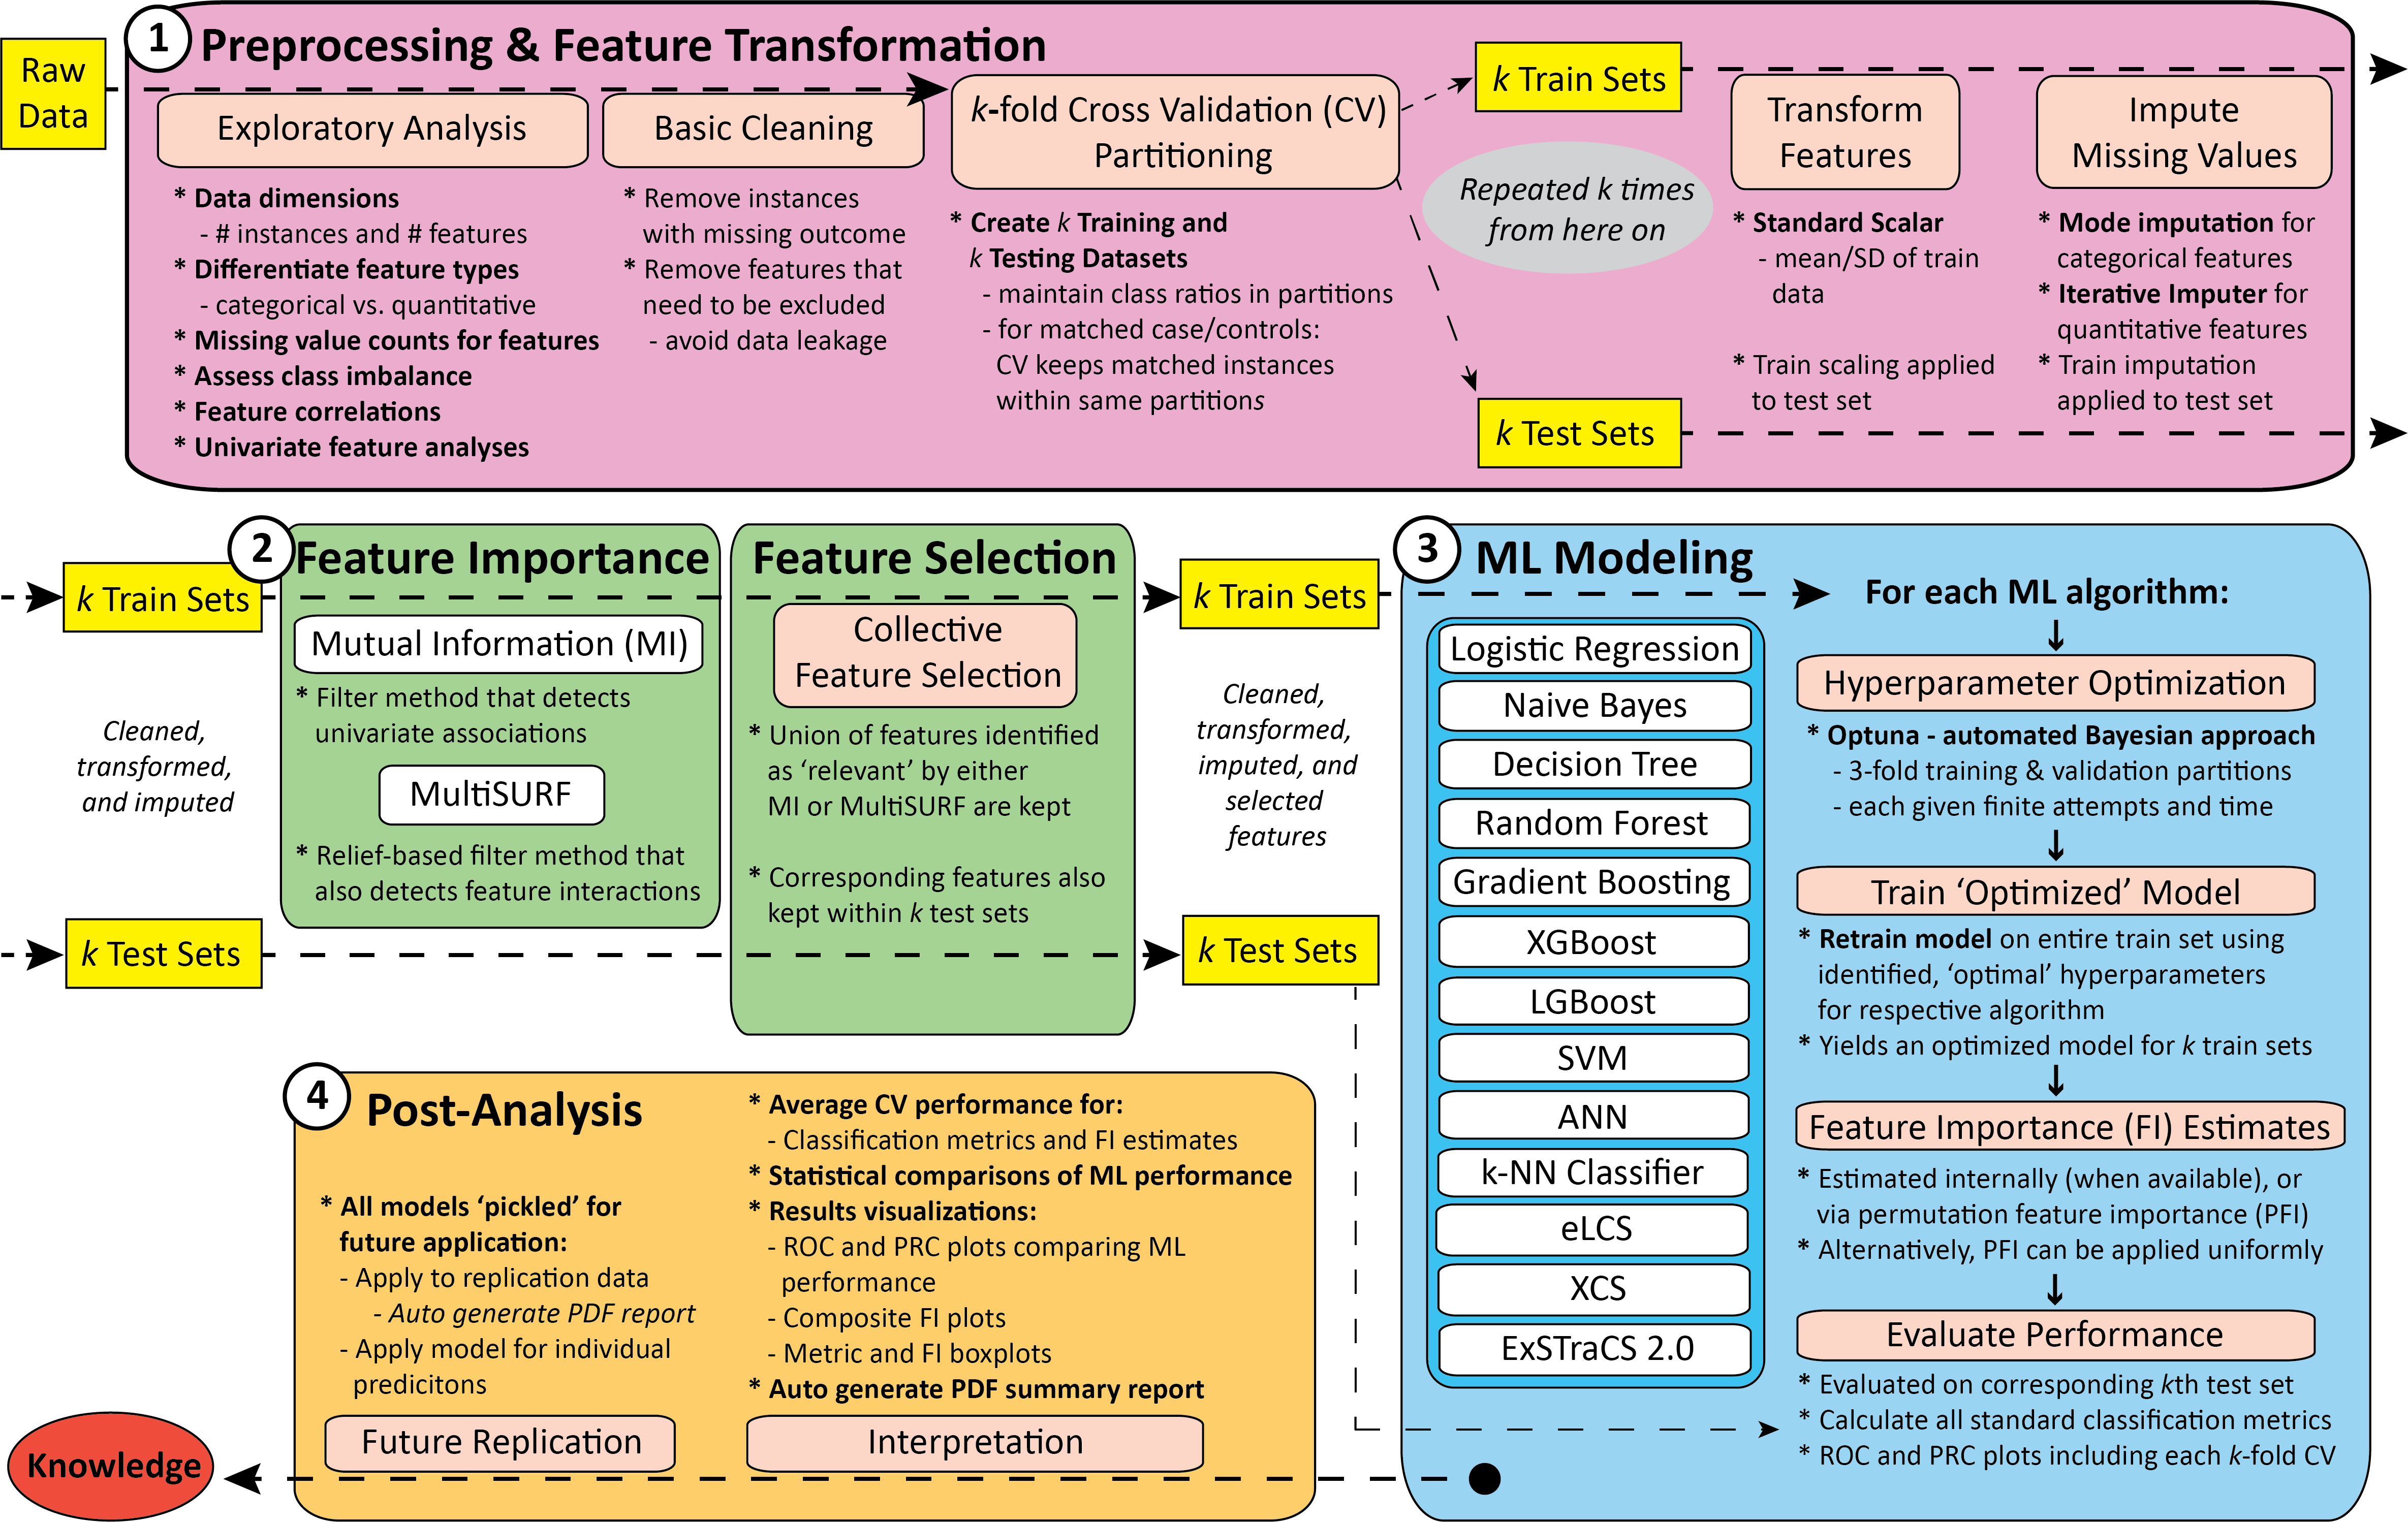 1
Preprocessing & Feature Transformation
Raw
Data
Exploratory Analysis
* Data dimensions
- # instances and # features
* Differentiate feature types
- categorical vs. quantitative
* Missing value counts for features
* Assess class imbalance
* Feature correlations
* Univariate feature analyses
Basic Cleaning
* Remove instances
with missing outcome
* Remove features that
need to be excluded
- avoid data leakage
k-fold Cross Validation (CV)
Partitioning
* Create k Training and
k Testing Datasets
- maintain class ratios in partitions
- for matched case/controls:
CV keeps matched instances
within same partitions
k Train Sets
Repeated k times
from here on
k Test Sets
Transform
Features
* Standard Scalar
- mean/SD of train
data
* Train scaling applied
to test set
Impute
Missing Values
* Mode imputation for
categorical features
* Iterative Imputer for
quantitative features
* Train imputation
applied to test set
k Train Sets
Cleaned,
transformed,
and imputed
k Test Sets
2
Feature Importance
Mutual Information (MI)
* Filter method that detects
univariate associations
MultiSURF
* Relief-based filter method that
also detects feature interactions
Feature Selection
Collective
Feature Selection
* Union of features identified
as ‘relevant’ by either
MI or MultiSURF are kept
* Corresponding features also
kept within k test sets
k Train Sets
Cleaned,
transformed,
imputed, and
selected
features
k Test Sets
3
ML Modeling
Logistic Regression
Naive Bayes
Decision Tree
Random Forest
Gradient Boosting
XGBoost
LGBoost
SVM
ANN
k-NN Classifier
eLCS
XCS
ExSTraCS 2.0
For each ML algorithm:
Hyperparameter Optimization
* Optuna - automated Bayesian approach
- 3-fold training & validation partitions
- each given finite attempts and time
Train ‘Optimized’ Model
* Retrain model on entire train set using
identified, ‘optimal’ hyperparameters
for respective algorithm
* Yields an optimized model for k train sets
Feature Importance (FI) Estimates
* Estimated internally (when available), or
via permutation feature importance (PFI)
* Alternatively, PFI can be applied uniformly
Evaluate Performance
* Evaluated on corresponding kth test set
* Calculate all standard classification metrics
* ROC and PRC plots including each k-fold CV
4
Post-Analysis
* All models ‘pickled’ for
future application:
- Apply to replication data
- Auto generate PDF report
- Apply model for individual
predicitons
Future Replication
* Average CV performance for:
- Classification metrics and FI estimates
* Statistical comparisons of ML performance
* Results visualizations:
- ROC and PRC plots comparing ML
performance
- Composite FI plots
- Metric and FI boxplots
* Auto generate PDF summary report
Interpretation
Knowledge